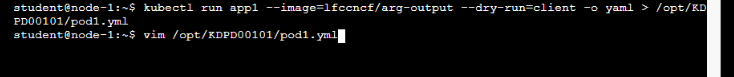 student@node-1:~$ kubectl run app1 --image=lfccncf/arg-output --dry-run=client -o yaml > /opt/KD
PD00101/pod1.yml
student@node-1:~$ vim /opt/KDPD00101/pod1.yml